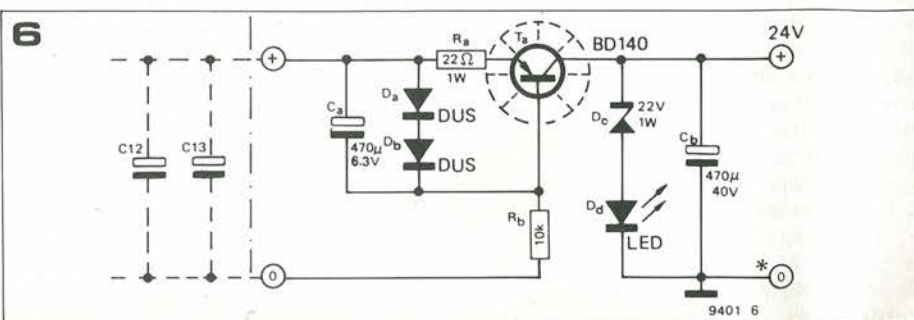 6
24V
BD140
Ta
Ra
22Ω
1W
Da
DUS
Db
DUS
Ca
470µ
6.3V
C12
C13
Rb
10k
Dc
22V
1W
Dd
LED
Cb
470µ
40V
+
+
0
*
0
9401 6